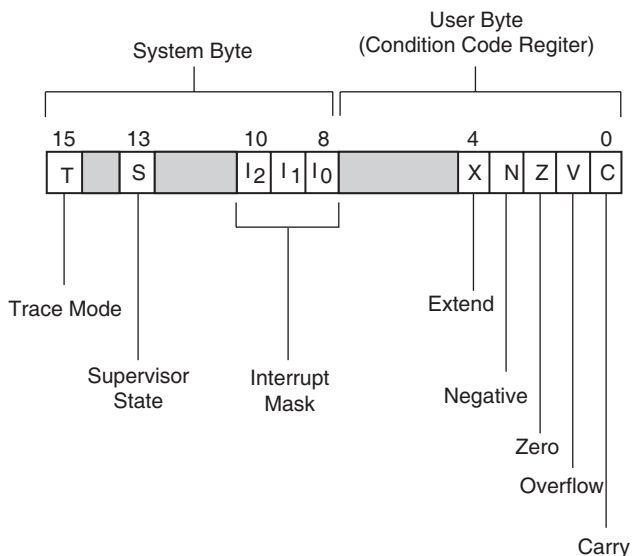 User Byte
(Condition Code Regiter)
System Byte
15 13 10 8 4 0
T S I2 I1 I0 X N Z V C
Trace Mode
Extend
Supervisor
State
Interrupt
Mask
Negative
Zero
Overflow
Carry